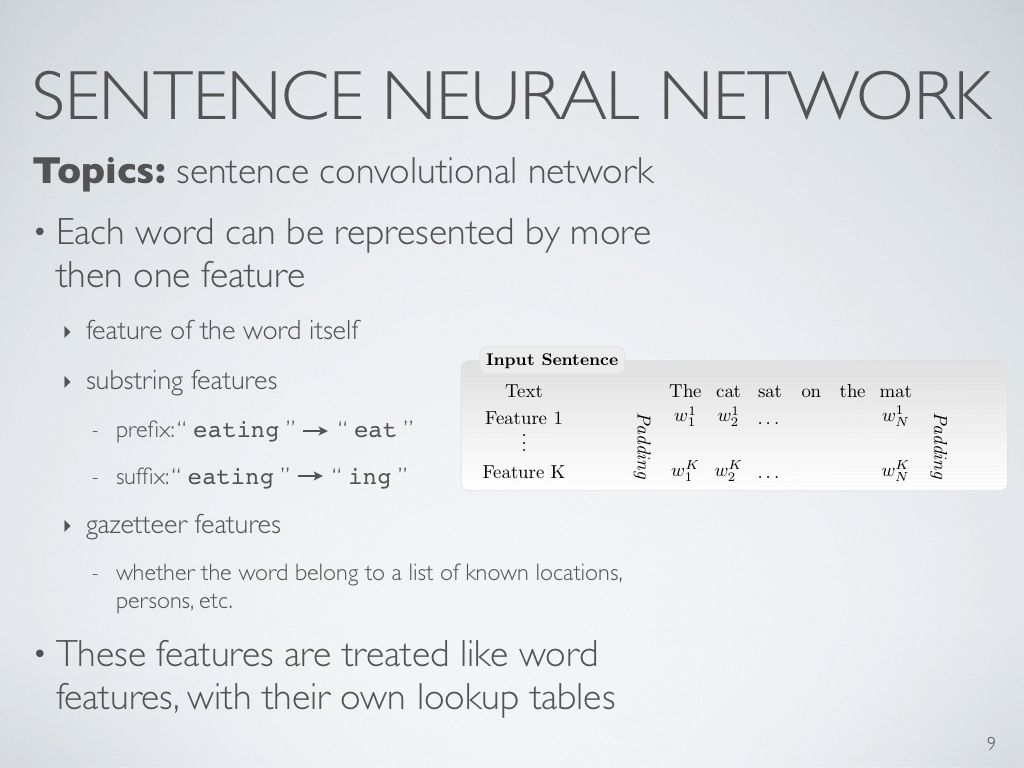 SENTENCE NEURAL NETWORK
Topics: sentence convolutional network
• Each word can be represented by more
then one feature
‣ feature of the word itself
‣ substring features
- prefix: “ eating ” → “ eat ”
- suffix: “ eating ” → “ ing ”
‣ gazetteer features
- whether the word belong to a list of known locations,
persons, etc.
• These features are treated like word
features, with their own lookup tables
Input Sentence
Text The cat sat on the mat
Feature 1 w_1^1 w_2^1 ... w_N^1
⋮
Feature K w_1^K w_2^K ... w_N^K
Padding
Padding
9